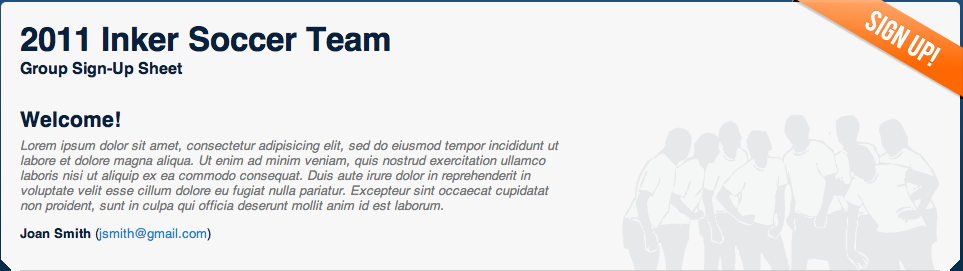 2011 Inker Soccer Team
SIGN UP!
Group Sign-Up Sheet
Welcome!
Lorem ipsum dolor sit amet, consectetur adipisicing elit, sed do eiusmod tempor incididunt ut
labore et dolore magna aliqua. Ut enim ad minim veniam, quis nostrud exercitation ullamco
laboris nisi ut aliquip ex ea commodo consequat. Duis aute irure dolor in reprehenderit in
voluptate velit esse cillum dolore eu fugiat nulla pariatur. Excepteur sint occaecat cupidatat
non proident, sunt in culpa qui officia deserunt mollit anim id est laborum.
Joan Smith (jsmith@gmail.com)